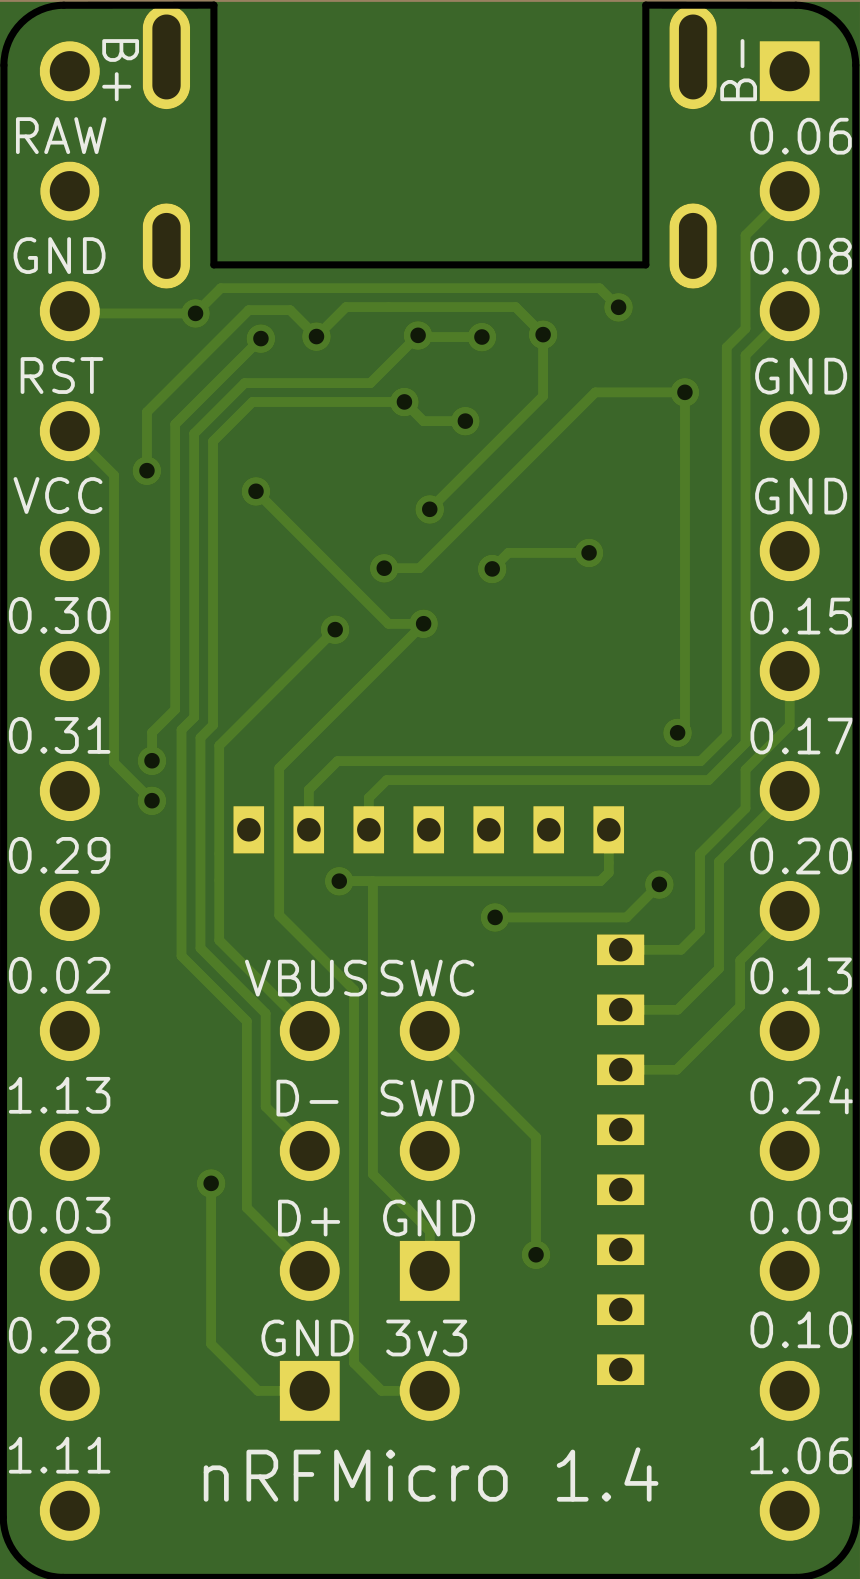 B+
B-
RAW
0.06
GND
0.08
RST
GND
VCC
GND
0.30
0.15
0.31
0.17
0.29
0.20
0.02
VBUS
SWC
0.13
1.13
D-
SWD
0.24
0.03
D+
GND
0.09
0.28
GND
3v3
0.10
1.11
nRFMicro 1.4
1.06